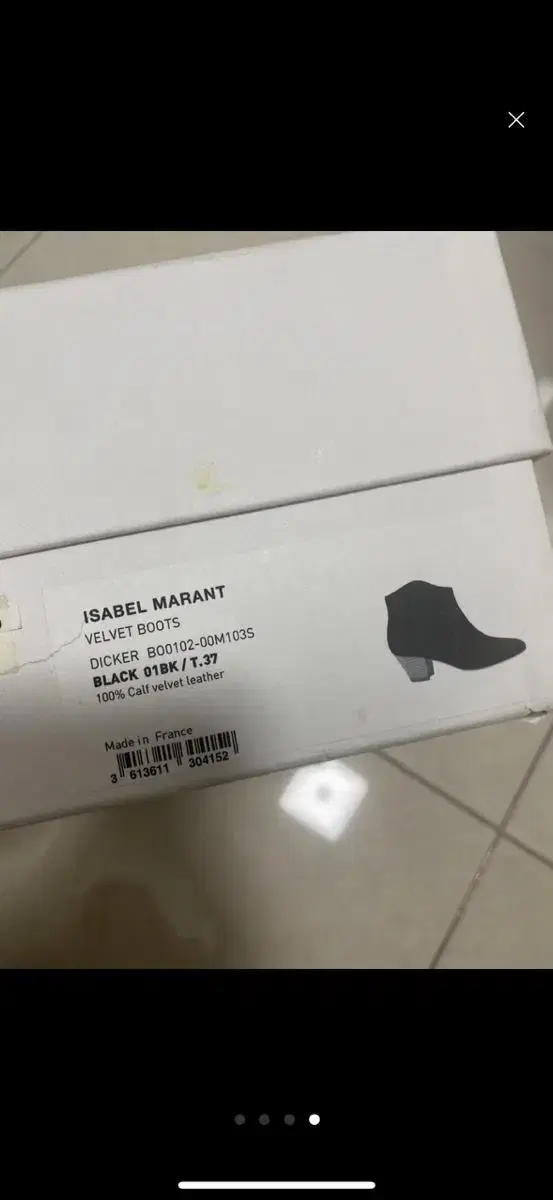 ISABEL MARANT
VELVET BOOTS
DICKER BO0102-00M103S
BLACK 01BK / T.37
100% Calf velvet leather
Made in France
3 613611 304152